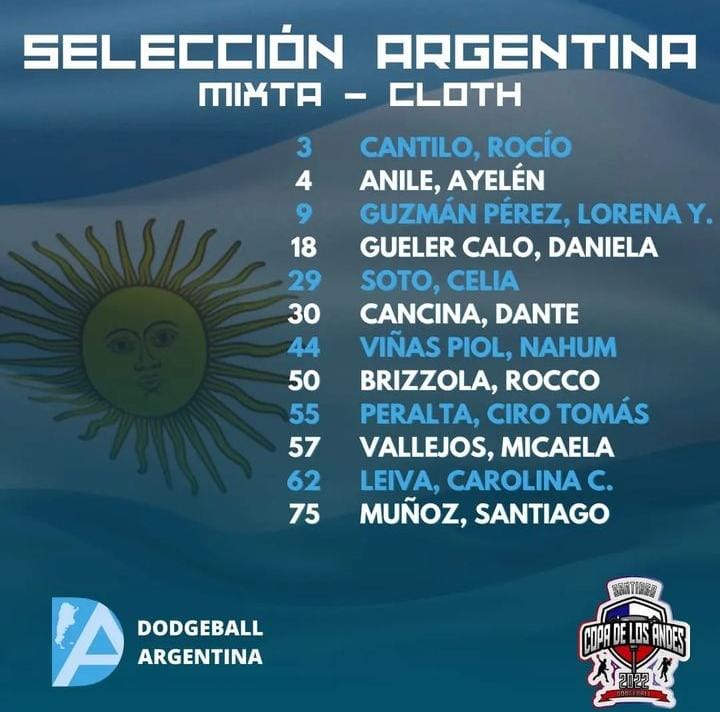 SELECCIÓN ARGENTINA
MIXTA - CLOTH
3 CANTILO, ROCÍO
4 ANILE, AYELÉN
9 GUZMÁN PÉREZ, LORENA Y.
18 GUELER CALO, DANIELA
29 SOTO, CELIA
30 CANCINA, DANTE
44 VIÑAS PIOL, NAHUM
50 BRIZZOLA, ROCCO
55 PERALTA, CIRO TOMÁS
57 VALLEJOS, MICAELA
62 LEIVA, CAROLINA C.
75 MUÑOZ, SANTIAGO
DODGEBALL
ARGENTINA
SANTIAGO
COPA DE LOS ANDES
2022
DODGEBALL